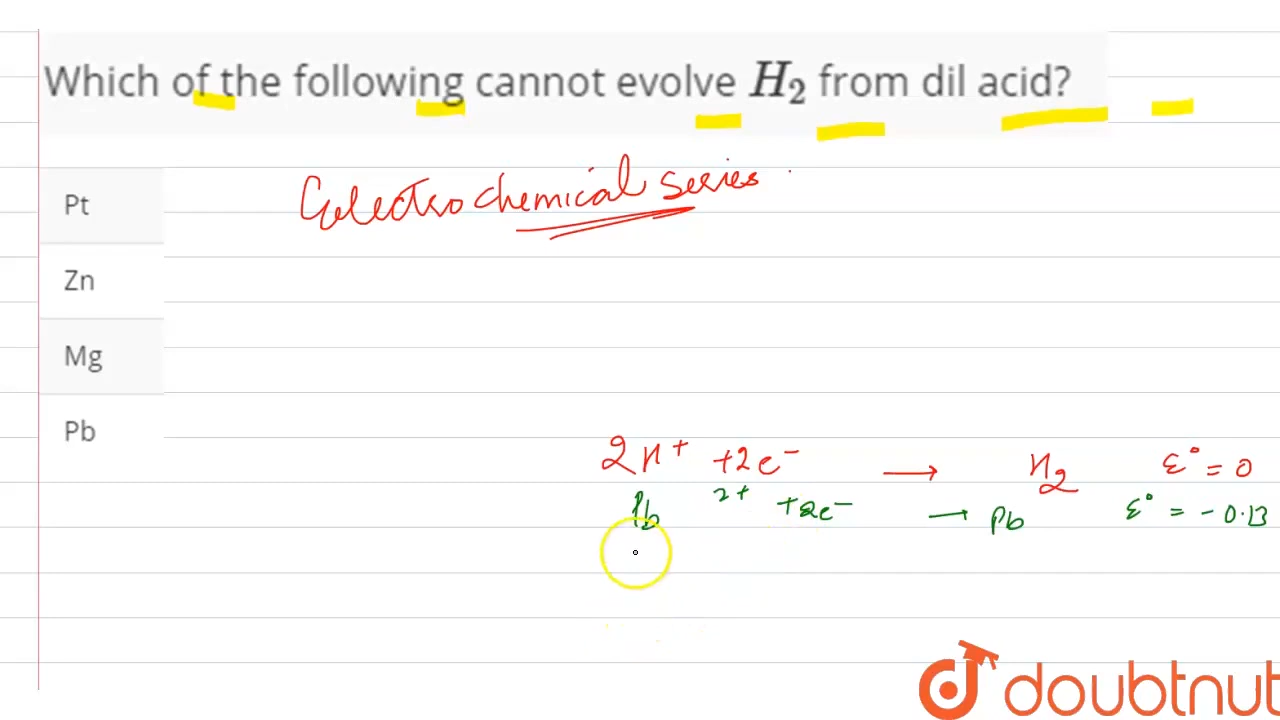 Which of the following cannot evolve H₂ from dil acid?
Pt
Electrochemical series.
Zn
Mg
Pb
2H⁺ +2e⁻ → H₂ ε° = 0
Pb²⁺ +2e⁻ → Pb ε° = -0.13
doubtnut